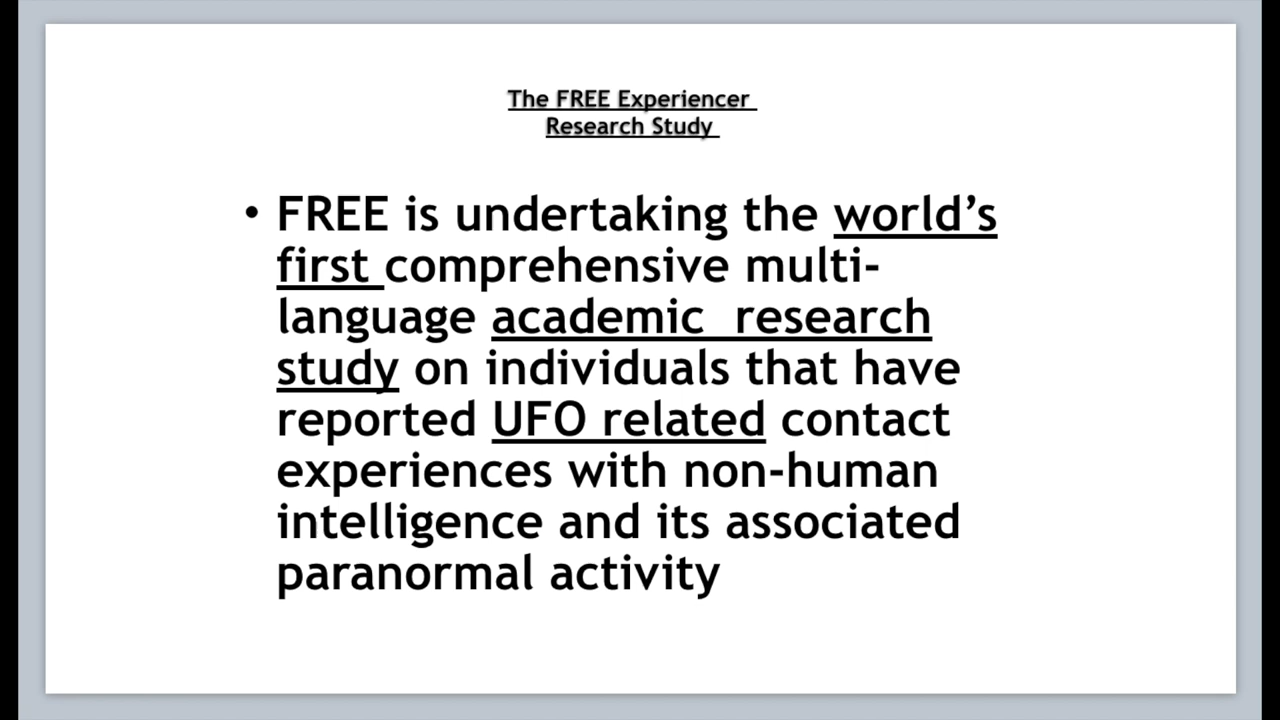 The FREE Experiencer
Research Study
• FREE is undertaking the world’s
first comprehensive multi-
language academic  research
study on individuals that have
reported UFO related contact
experiences with non-human
intelligence and its associated
paranormal activity